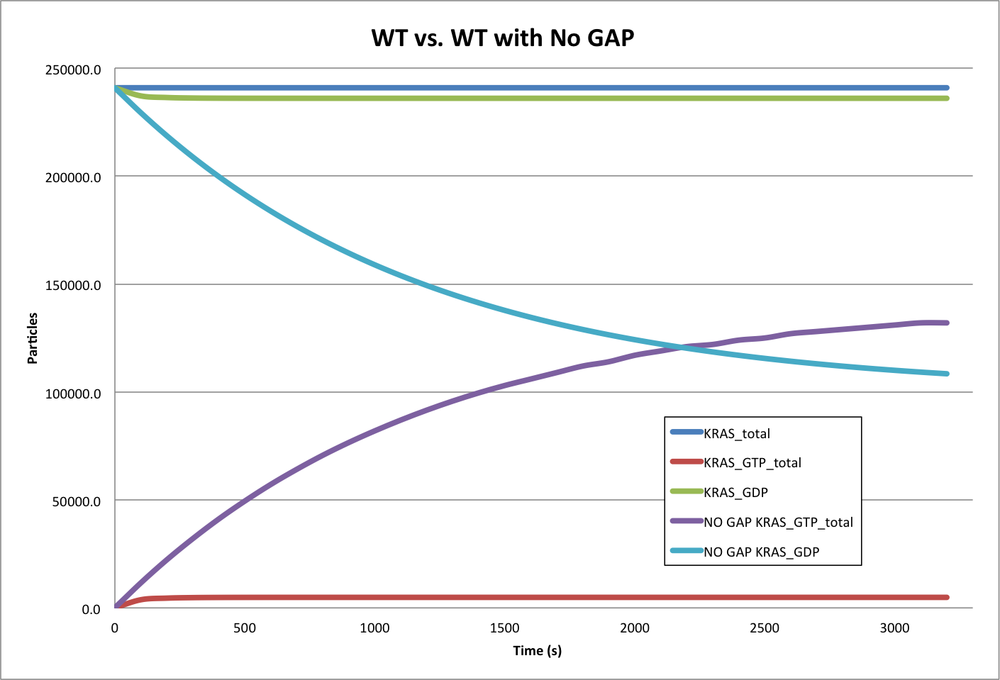 WT vs. WT with No GAP
250000.0
200000.0
150000.0
100000.0
50000.0
0.0
Particles
0 500 1000 1500 2000 2500 3000
Time (s)
KRAS_total
KRAS_GTP_total
KRAS_GDP
NO GAP KRAS_GTP_total
NO GAP KRAS_GDP